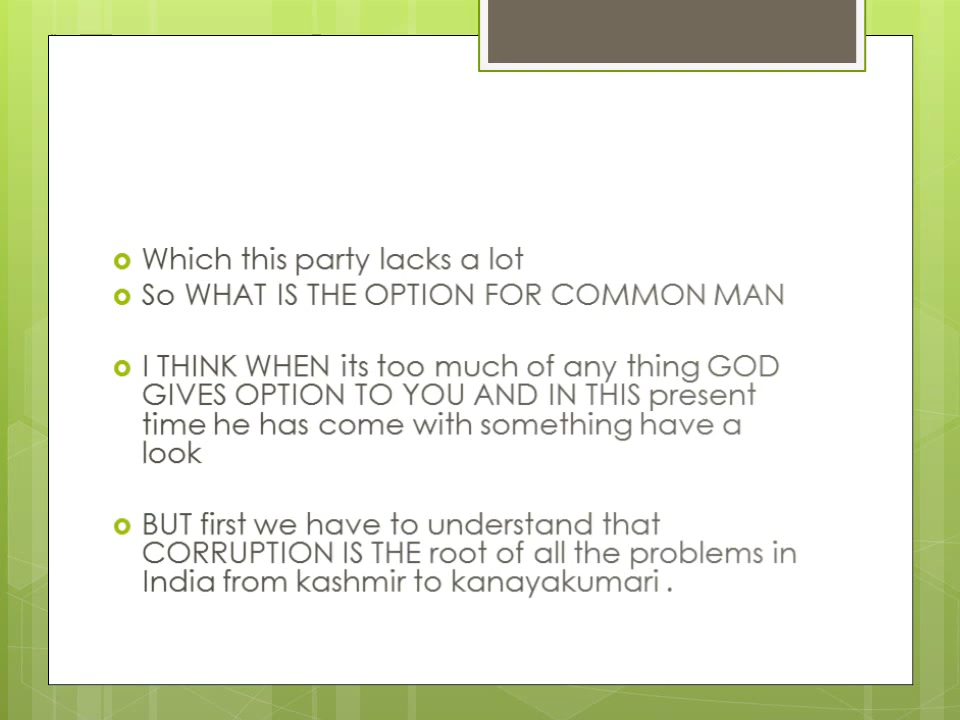 Which this party lacks a lot
So WHAT IS THE OPTION FOR COMMON MAN
I THINK WHEN its too much of any thing GOD
GIVES OPTION TO YOU AND IN THIS present
time he has come with something have a
look
BUT first we have to understand that
CORRUPTION IS THE root of all the problems in
India from kashmir to kanayakumari .